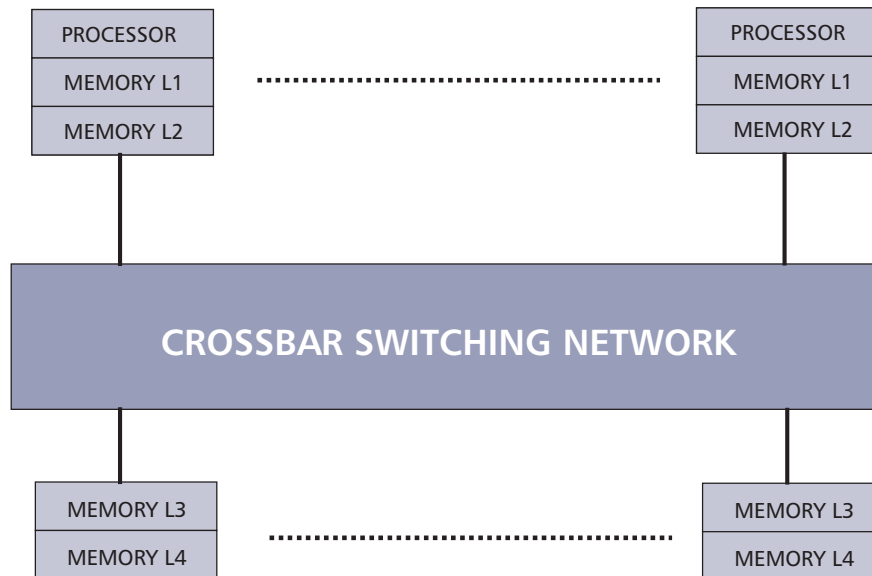 PROCESSOR
MEMORY L1
MEMORY L2
PROCESSOR
MEMORY L1
MEMORY L2
CROSSBAR SWITCHING NETWORK
MEMORY L3
MEMORY L4
MEMORY L3
MEMORY L4